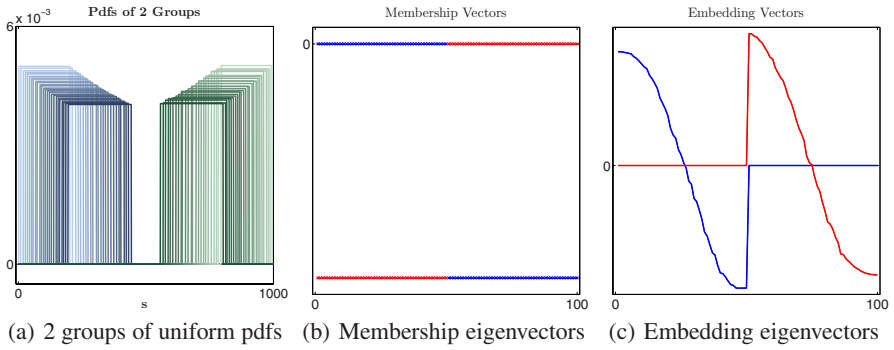 Pdfs of 2 Groups
6 x 10⁻³
0
0
1000
s
(a) 2 groups of uniform pdfs
Membership Vectors
0
0
100
(b) Membership eigenvectors
Embedding Vectors
0
0
100
(c) Embedding eigenvectors